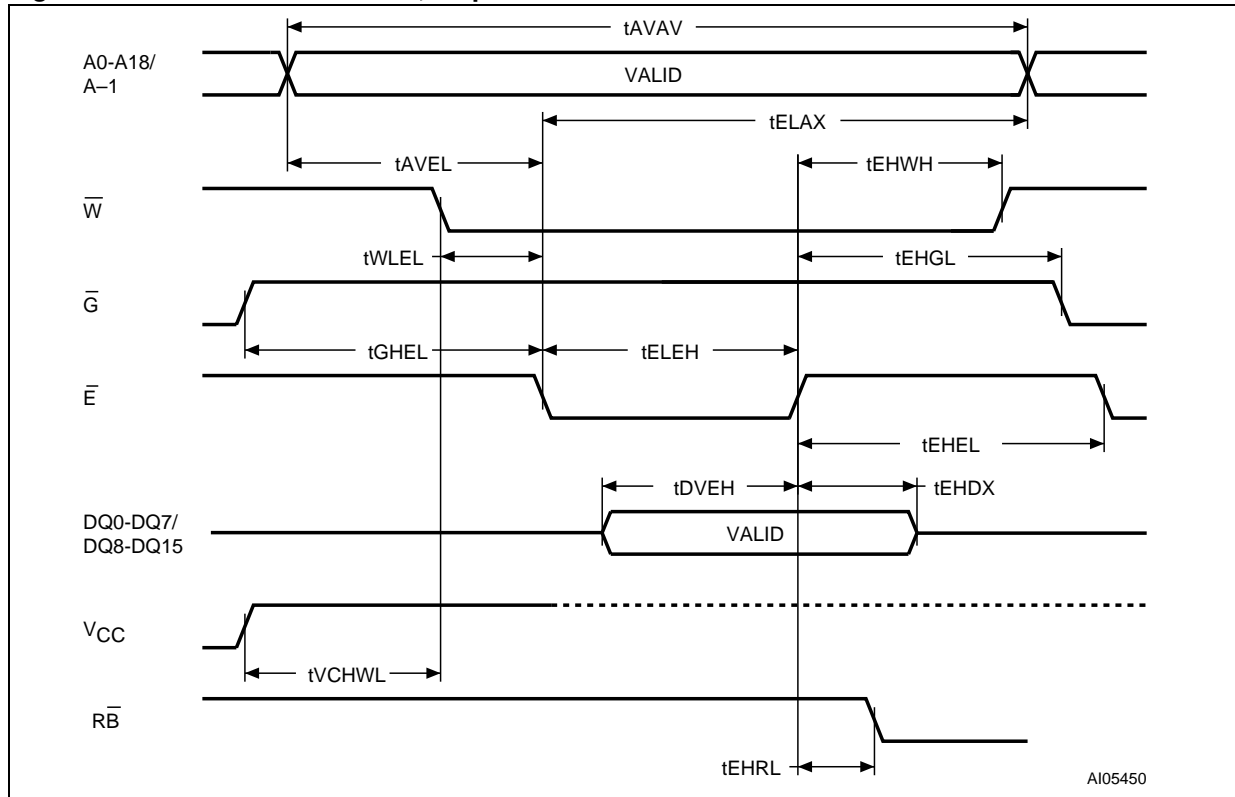 tAVAV
A0-A18/
A–1
VALID
tELAX
tAVEL
tEHWH
W̅
tWLEL
tEHGL
G̅
tGHEL
tELEH
E̅
tEHEL
tDVEH
tEHDX
DQ0-DQ7/
DQ8-DQ15
VALID
VCC
tVCHWL
RB̅
tEHRL
AI05450